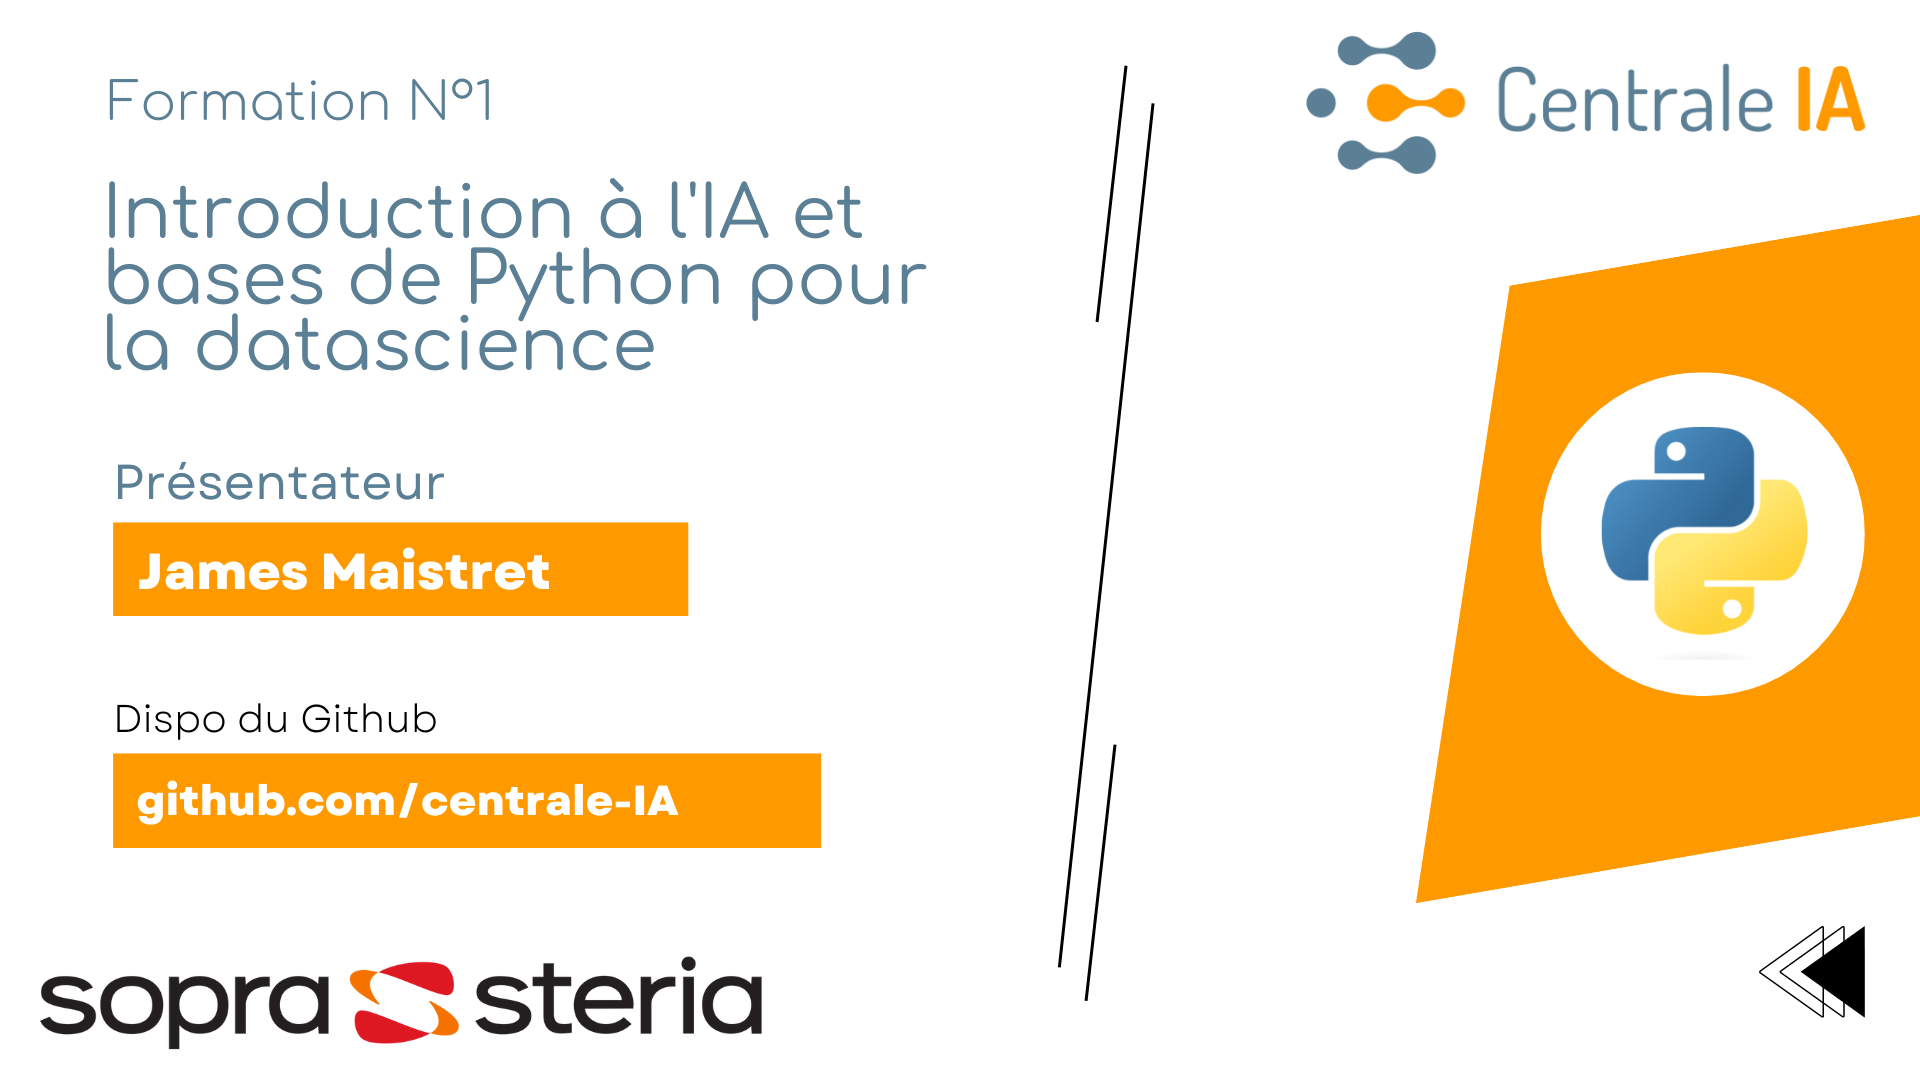 Formation N°1
Centrale IA
Introduction à l'IA et
bases de Python pour
la datascience
Présentateur
James Maistret
Dispo du Github
github.com/centrale-IA
sopra steria